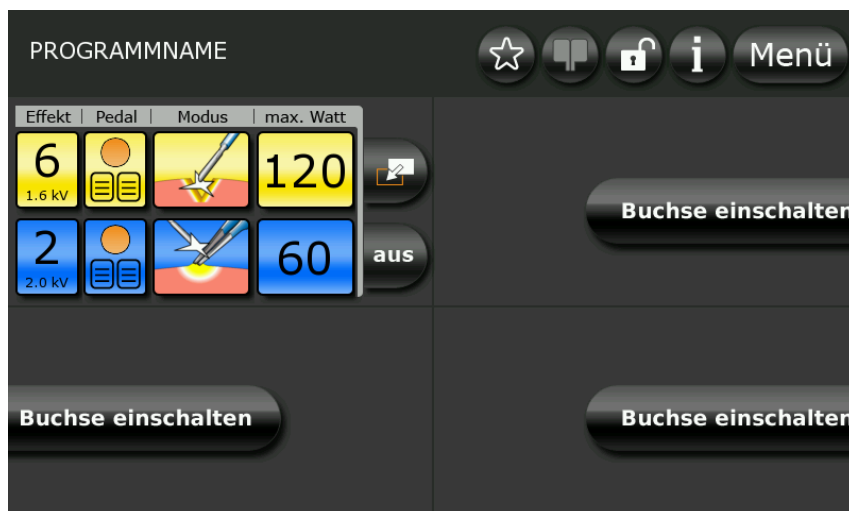 PROGRAMMNAME
i Menü
Effekt | Pedal | Modus | max. Watt
6 120
1.6 kV
2 60 aus
2.0 kV
Buchse einschalten
Buchse einschalten
Buchse einschalten